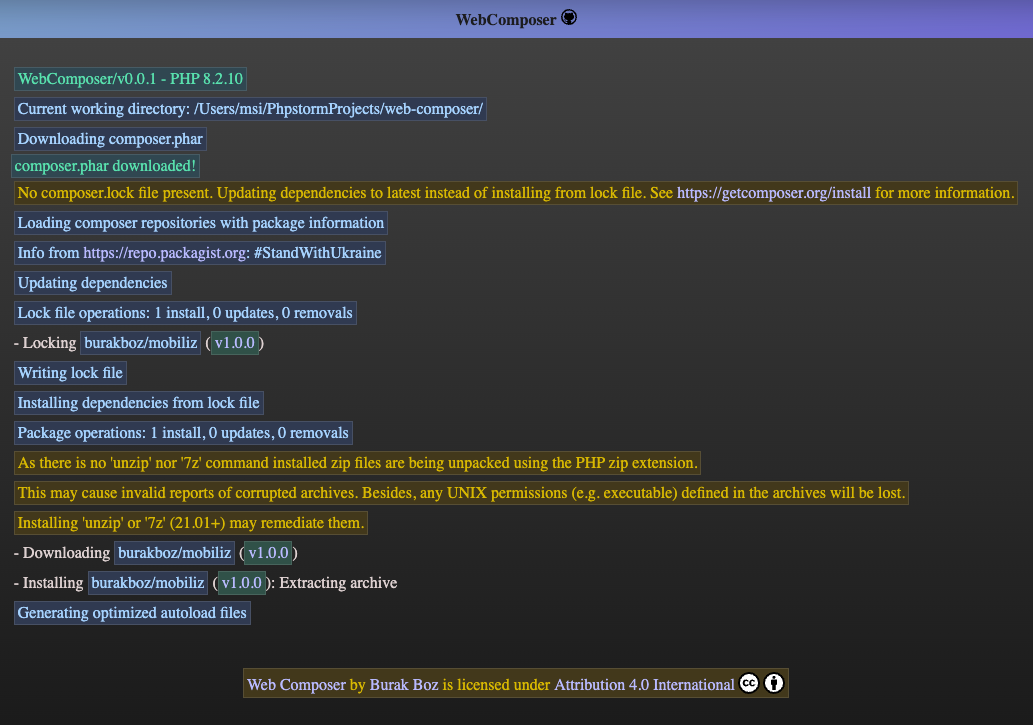 WebComposer
WebComposer/v0.0.1 - PHP 8.2.10
Current working directory: /Users/msi/PhpstormProjects/web-composer/
Downloading composer.phar
composer.phar downloaded!
No composer.lock file present. Updating dependencies to latest instead of installing from lock file. See https://getcomposer.org/install for more information.
Loading composer repositories with package information
Info from https://repo.packagist.org: #StandWithUkraine
Updating dependencies
Lock file operations: 1 install, 0 updates, 0 removals
- Locking burakboz/mobiliz (v1.0.0)
Writing lock file
Installing dependencies from lock file
Package operations: 1 install, 0 updates, 0 removals
As there is no 'unzip' nor '7z' command installed zip files are being unpacked using the PHP zip extension.
This may cause invalid reports of corrupted archives. Besides, any UNIX permissions (e.g. executable) defined in the archives will be lost.
Installing 'unzip' or '7z' (21.01+) may remediate them.
- Downloading burakboz/mobiliz (v1.0.0)
- Installing burakboz/mobiliz (v1.0.0): Extracting archive
Generating optimized autoload files
Web Composer by Burak Boz is licensed under Attribution 4.0 International cc